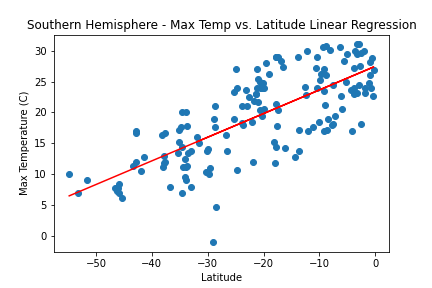 Southern Hemisphere - Max Temp vs. Latitude Linear Regression
30
25
20
15
10
5
0
Max Temperature (C)
−50 −40 −30 −20 −10 0
Latitude